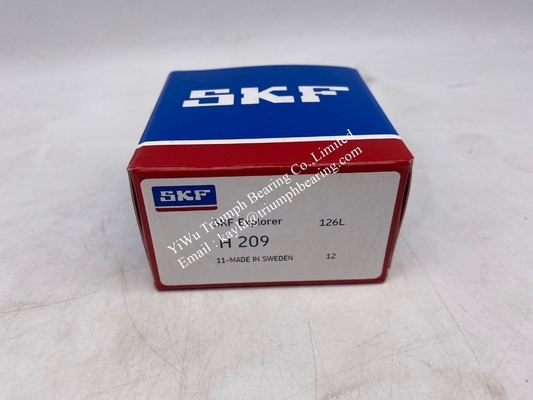 SKF
SKF
SKF Explorer 126L
H 209
11-MADE IN SWEDEN 12
YiWu Triumph Bearing Co.,Limited
Email : kayla@triumphbearing.com